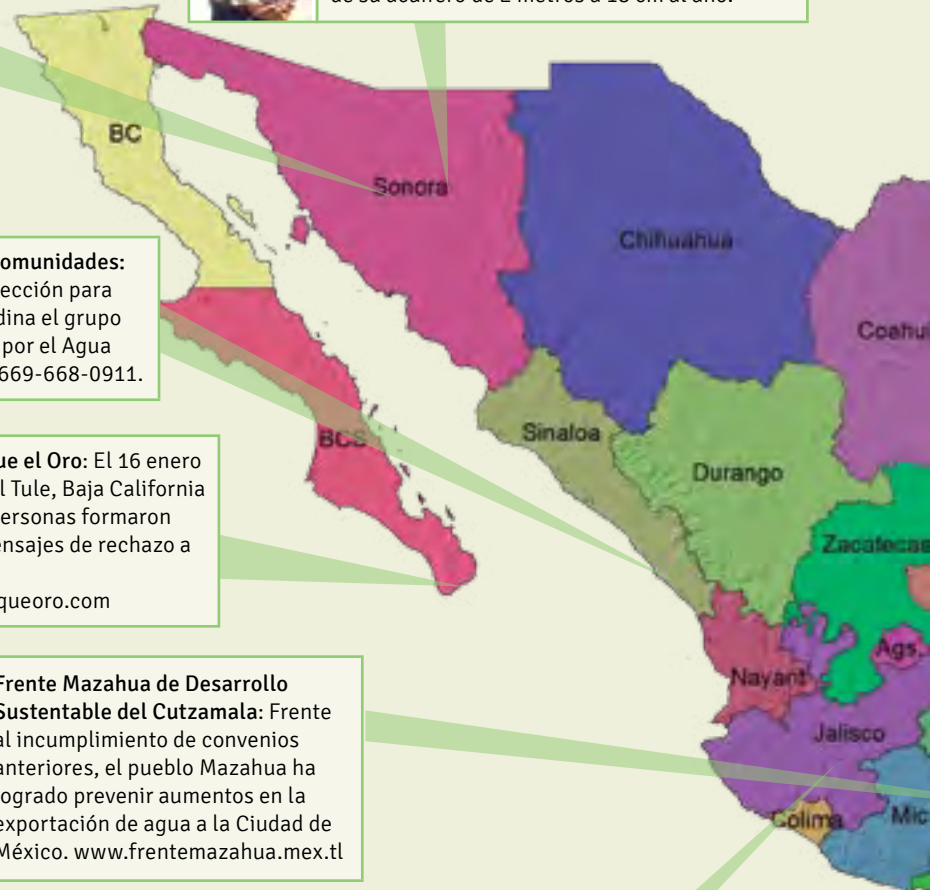 de su acuífero de 2 metros a 18 cm al año.
BC
Sonora
Chihuahua
omunidades:
ección para
dina el grupo
por el Agua
669-668-0911.
Coahui
BCS
Sinaloa
Durango
ue el Oro: El 16 enero
l Tule, Baja California
ersonas formaron
ensajes de rechazo a
queoro.com
Zacatecas
Ags.
Nayarit
Jalisco
Frente Mazahua de Desarrollo
Sustentable del Cutzamala: Frente
al incumplimiento de convenios
anteriores, el pueblo Mazahua ha
logrado prevenir aumentos en la
exportación de agua a la Ciudad de
México. www.frentemazahua.mex.tl
Colima
Mic